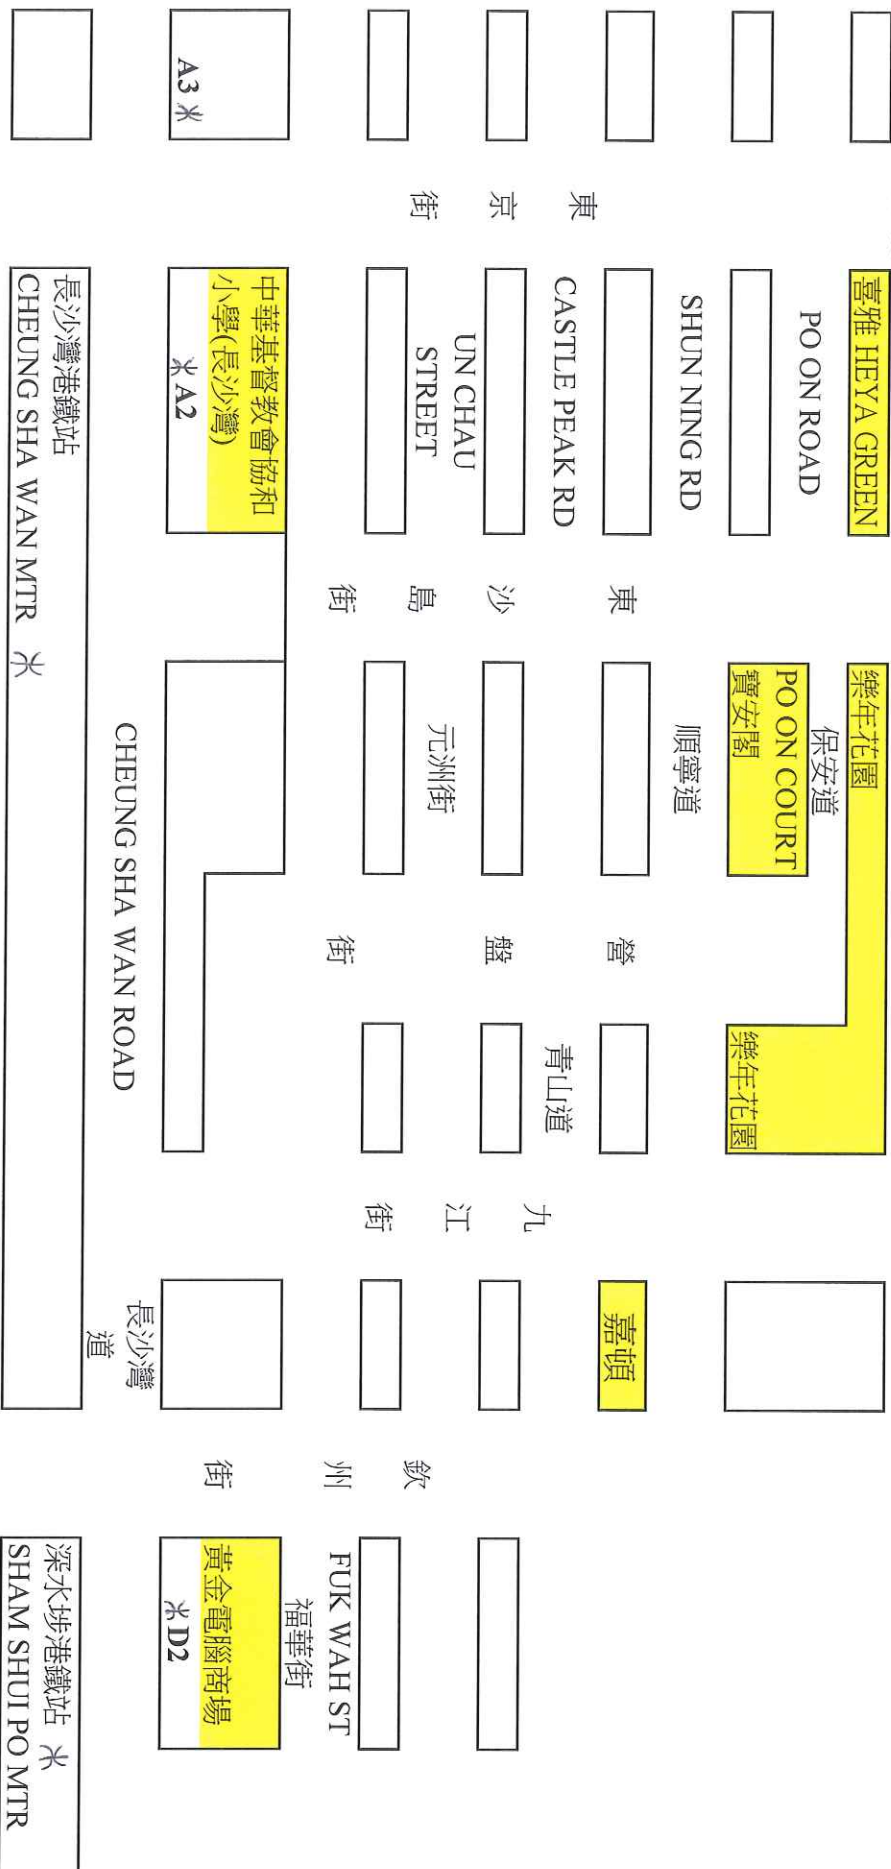 喜雅 HEYA GREEN
樂年花園
PO ON ROAD
保安道
PO ON COURT
寶安閣
樂年花園
SHUN NING RD
順寧道
嘉頓
CASTLE PEAK RD
青山道
UN CHAU
STREET
元洲街
東京街
東沙島街
營盤街
九江街
欽州街
FUK WAH ST
福華街
中華基督教會協和
小學(長沙灣)
A3
A2
黃金電腦商場
D2
CHEUNG SHA WAN ROAD
長沙灣
道
長沙灣港鐵站
CHEUNG SHA WAN MTR
深水埗港鐵站
SHAM SHUI PO MTR